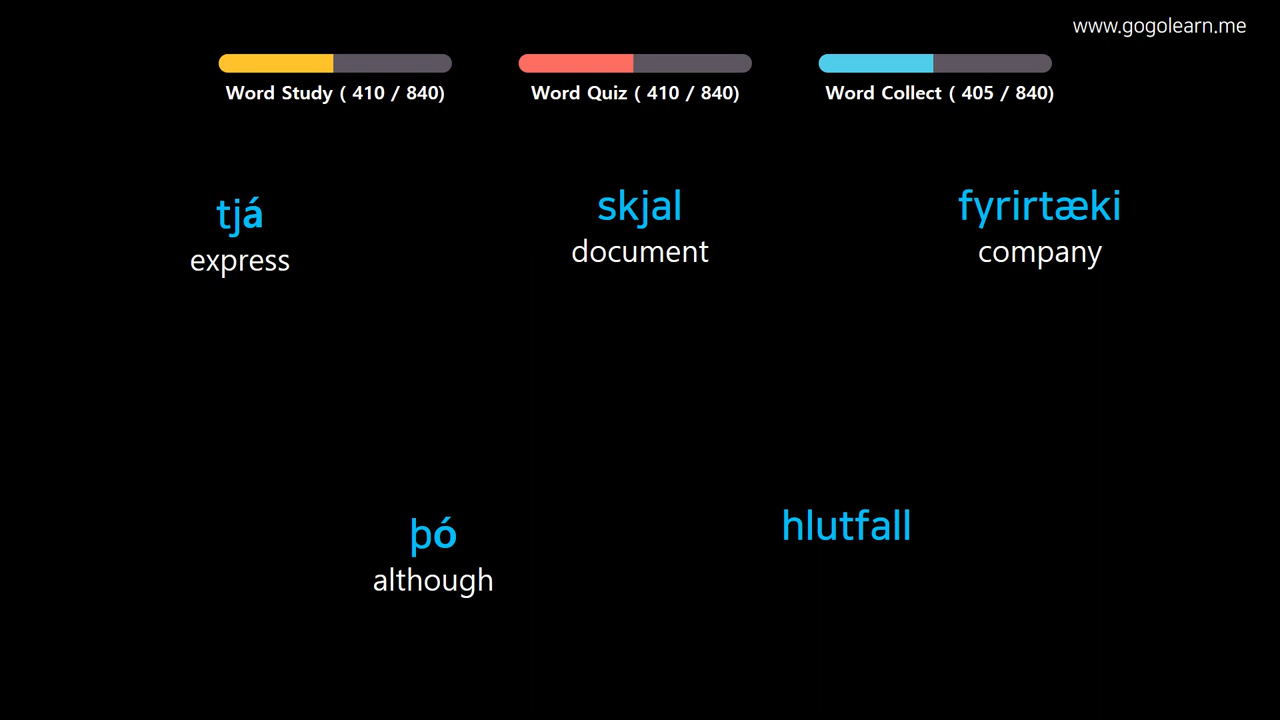 www.gogolearn.me
Word Study ( 410 / 840)
Word Quiz ( 410 / 840)
Word Collect ( 405 / 840)
tjá
express
skjal
document
fyrirtæki
company
þó
although
hlutfall